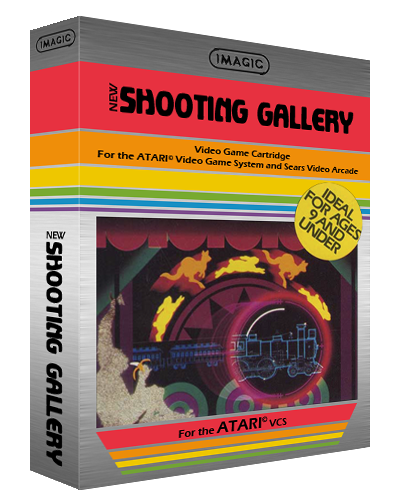 IMAGIC
IMAGIC
NEW
SHOOTING GALLERY
Video Game Cartridge
For the ATARI® Video Game System and Sears Video Arcade
IDEAL
FOR AGES
9 AND
UNDER
NEW
SHOOTING GALLERY
For the ATARI® VCS